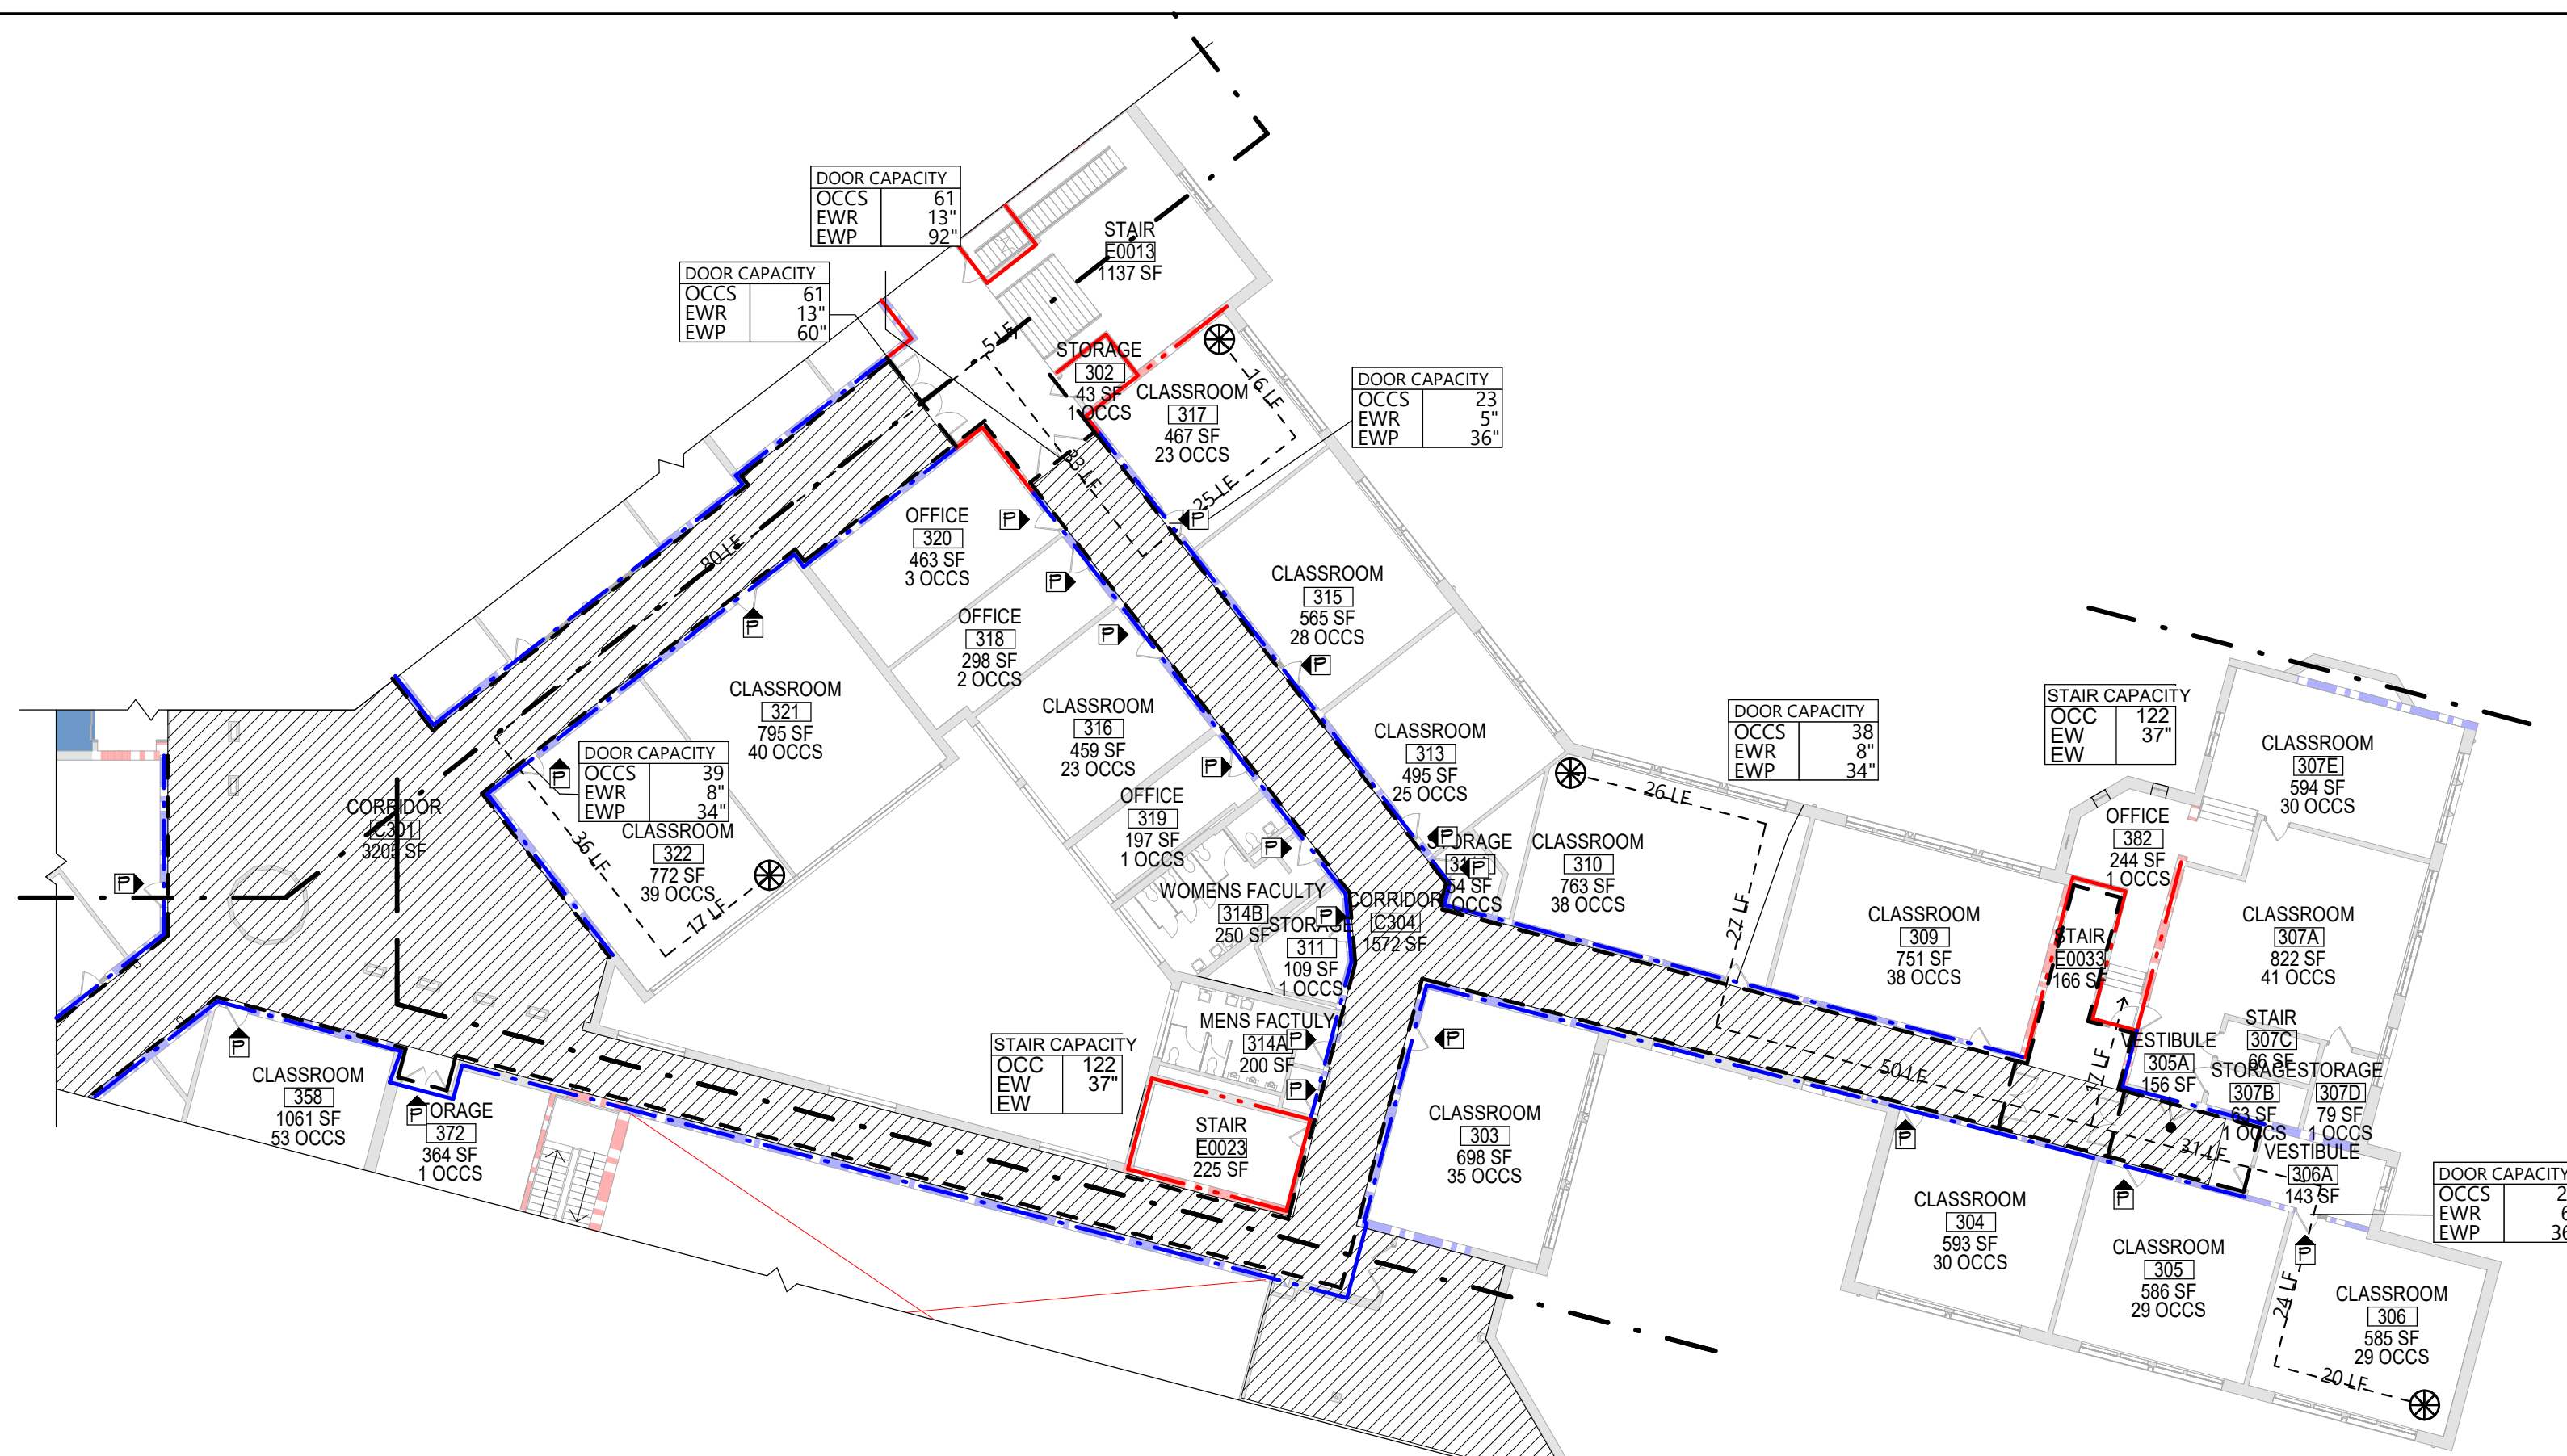 DOOR CAPACITY
OCCS 61
EWR 13"
EWP 92"
DOOR CAPACITY
OCCS 61
EWR 13"
EWP 60"
STAIR
E0013
1137 SF
5 LF
STORAGE
302
43 SF
1 OCCS
16 LF
CLASSROOM
317
467 SF
23 OCCS
DOOR CAPACITY
OCCS 23
EWR 5"
EWP 36"
33 LF
25 LF
80 LF
OFFICE
320
463 SF
3 OCCS
P
P
P
P
P
P
OFFICE
318
298 SF
2 OCCS
CLASSROOM
315
565 SF
28 OCCS
CLASSROOM
321
795 SF
40 OCCS
CLASSROOM
316
459 SF
23 OCCS
CLASSROOM
313
495 SF
25 OCCS
DOOR CAPACITY
OCCS 38
EWR 8"
EWP 34"
STAIR CAPACITY
OCC 122
EW 37"
EW
CLASSROOM
307E
594 SF
30 OCCS
DOOR CAPACITY
OCCS 39
EWR 8"
EWP 34"
P
P
CORRIDOR
C301
3205 SF
CLASSROOM
322
772 SF
39 OCCS
36 LF
17 LF
OFFICE
319
197 SF
1 OCCS
P
P
P
54 SF
OCCS
26 LF
CLASSROOM
310
763 SF
38 OCCS
27 LF
OFFICE
382
244 SF
1 OCCS
P
WOMENS FACULTY
314B
250 SF
STORAGE
311
109 SF
1 OCCS
P
CORRIDOR
C304
1572 SF
CLASSROOM
309
751 SF
38 OCCS
STAIR
E0033
166 SF
CLASSROOM
307A
822 SF
41 OCCS
MENS FACTULY
314A
200 SF
P
P
P
P
STAIR CAPACITY
OCC 122
EW 37"
EW
50 LF
17 LF
VESTIBULE
305A
156 SF
STAIR
307C
66 SF
STORAGE
307B
63 SF
1 OCCS
STORAGE
307D
79 SF
1 OCCS
CLASSROOM
358
1061 SF
53 OCCS
P
STORAGE
372
364 SF
1 OCCS
STAIR
E0023
225 SF
CLASSROOM
303
698 SF
35 OCCS
P
P
31 LF
VESTIBULE
306A
143 SF
DOOR CAPACITY
OCCS 2
EWR 6
EWP
CLASSROOM
304
593 SF
30 OCCS
CLASSROOM
305
586 SF
29 OCCS
P
24 LF
CLASSROOM
306
585 SF
29 OCCS
20 LF